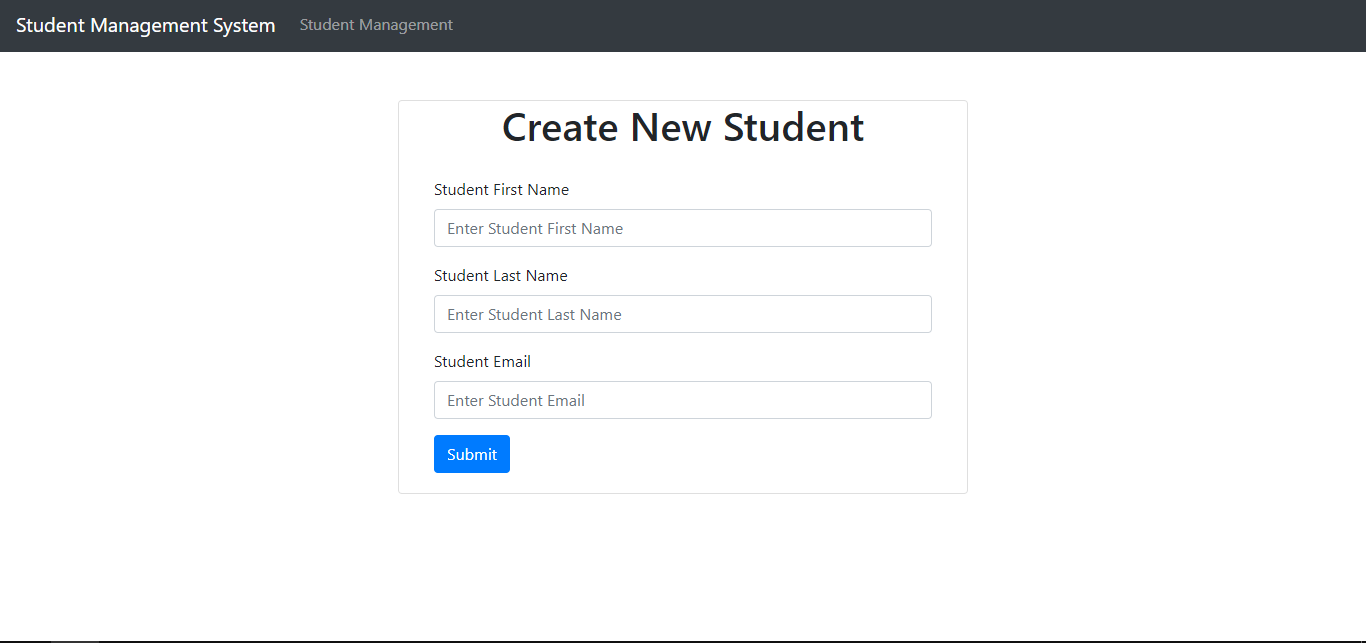 Student Management System Student Management
Create New Student
Student First Name
Enter Student First Name
Student Last Name
Enter Student Last Name
Student Email
Enter Student Email
Submit